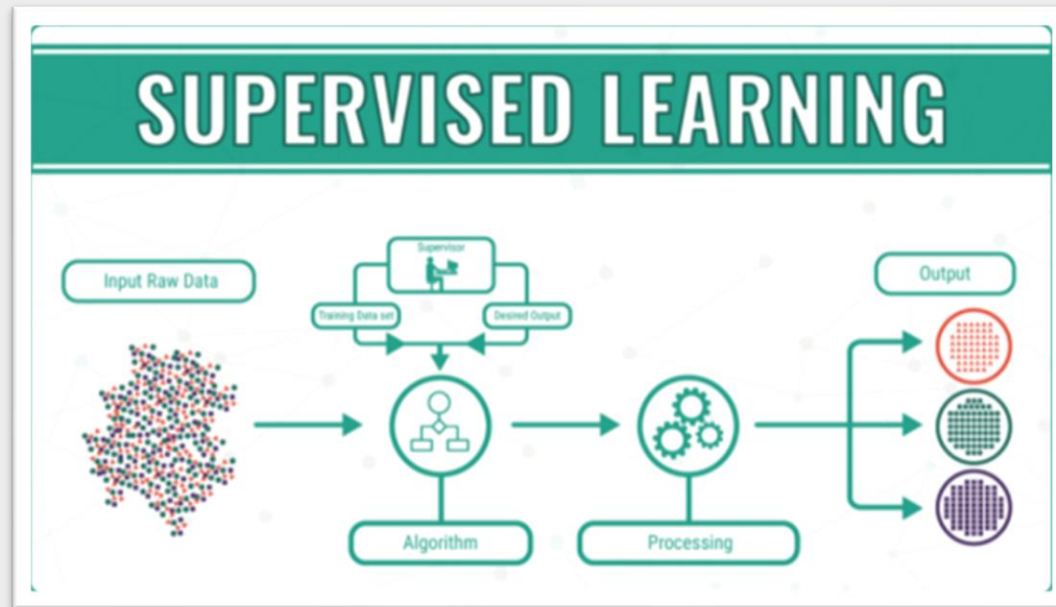 SUPERVISED LEARNING
Input Raw Data
Supervisor
Training Data set
Desired Output
Algorithm
Processing
Output